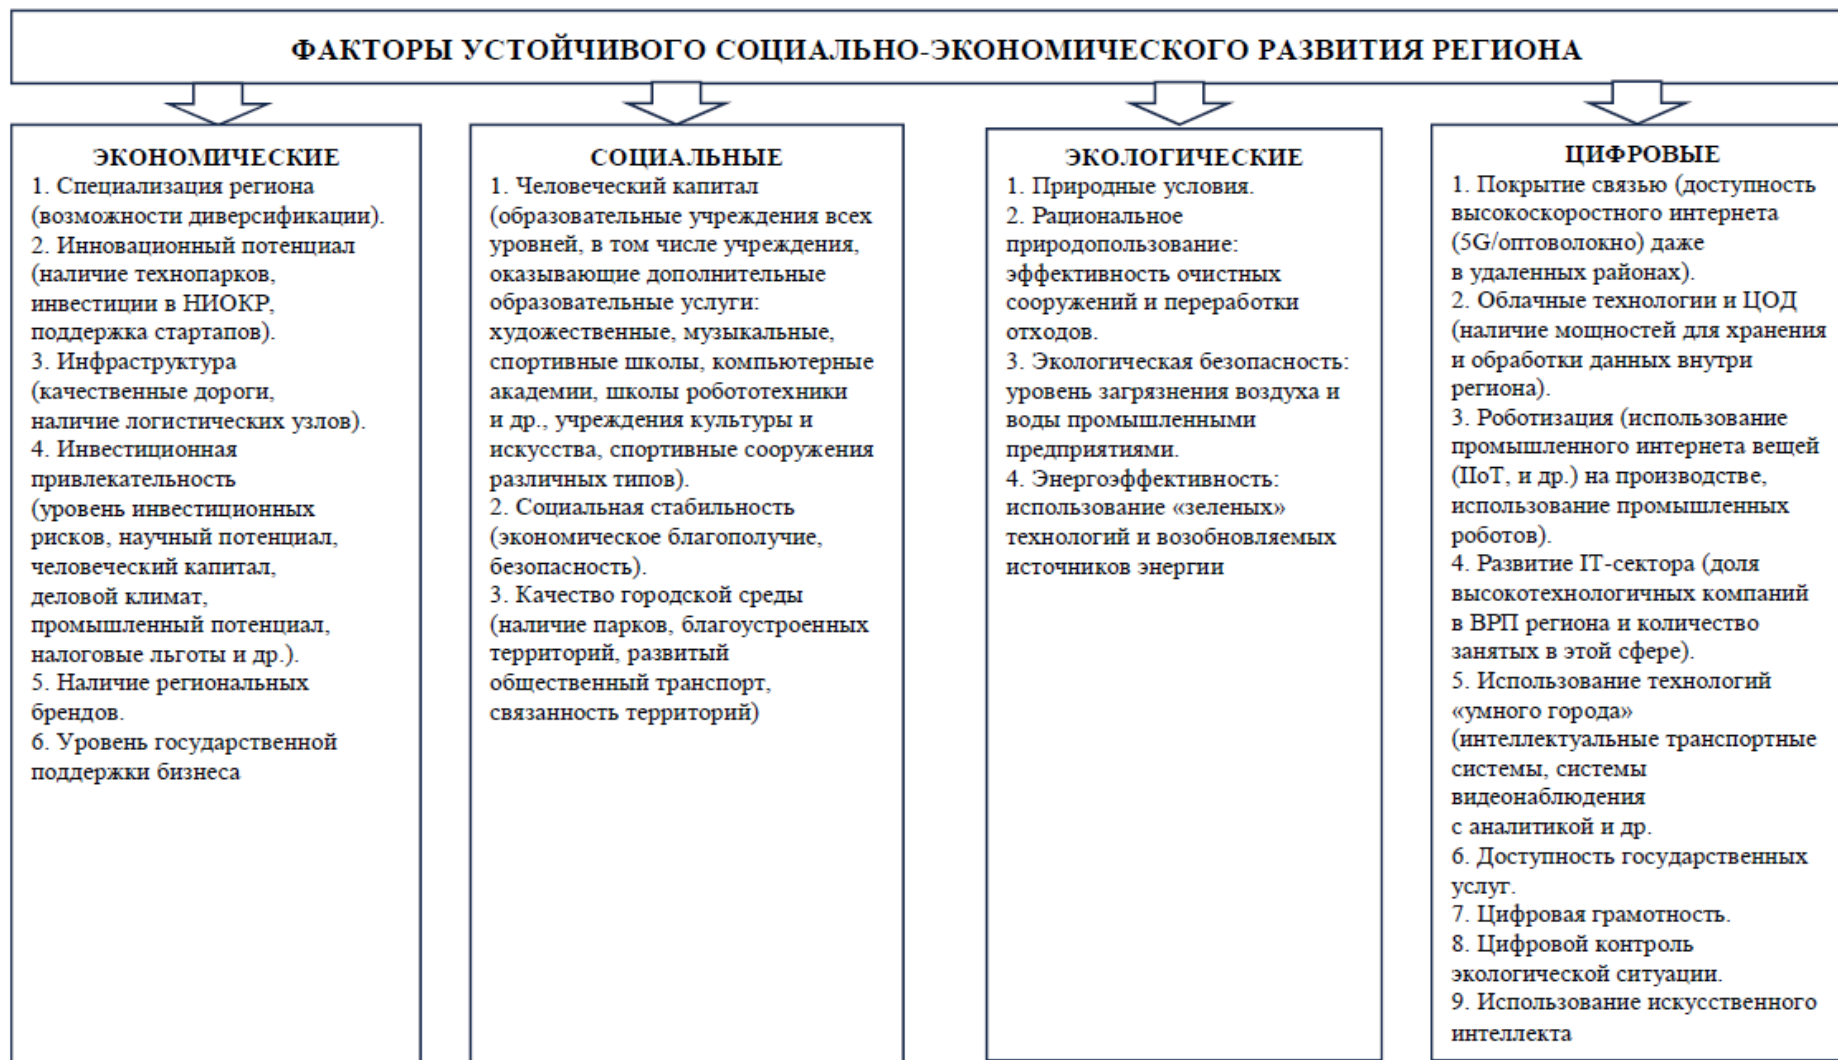 ФАКТОРЫ УСТОЙЧИВОГО СОЦИАЛЬНО-ЭКОНОМИЧЕСКОГО РАЗВИТИЯ РЕГИОНА
ЭКОНОМИЧЕСКИЕ
1. Специализация региона
(возможности диверсификации).
2. Инновационный потенциал
(наличие технопарков,
инвестиции в НИОКР,
поддержка стартапов).
3. Инфраструктура
(качественные дороги,
наличие логистических узлов).
4. Инвестиционная
привлекательность
(уровень инвестиционных
рисков, научный потенциал,
человеческий капитал,
деловой климат,
промышленный потенциал,
налоговые льготы и др.).
5. Наличие региональных
брендов.
6. Уровень государственной
поддержки бизнеса
СОЦИАЛЬНЫЕ
1. Человеческий капитал
(образовательные учреждения всех
уровней, в том числе учреждения,
оказывающие дополнительные
образовательные услуги:
художественные, музыкальные,
спортивные школы, компьютерные
академии, школы робототехники
и др., учреждения культуры и
искусства, спортивные сооружения
различных типов).
2. Социальная стабильность
(экономическое благополучие,
безопасность).
3. Качество городской среды
(наличие парков, благоустроенных
территорий, развитый
общественный транспорт,
связанность территорий)
ЭКОЛОГИЧЕСКИЕ
1. Природные условия.
2. Рациональное
природопользование:
эффективность очистных
сооружений и переработки
отходов.
3. Экологическая безопасность:
уровень загрязнения воздуха и
воды промышленными
предприятиями.
4. Энергоэффективность:
использование «зеленых»
технологий и возобновляемых
источников энергии
ЦИФРОВЫЕ
1. Покрытие связью (доступность
высокоскоростного интернета
(5G/оптоволокно) даже
в удаленных районах).
2. Облачные технологии и ЦОД
(наличие мощностей для хранения
и обработки данных внутри
региона).
3. Роботизация (использование
промышленного интернета вещей
(IIoT, и др.) на производстве,
использование промышленных
роботов).
4. Развитие IT-сектора (доля
высокотехнологичных компаний
в ВРП региона и количество
занятых в этой сфере).
5. Использование технологий
«умного города»
(интеллектуальные транспортные
системы, системы
видеонаблюдения
с аналитикой и др.
6. Доступность государственных
услуг.
7. Цифровая грамотность.
8. Цифровой контроль
экологической ситуации.
9. Использование искусственного
интеллекта